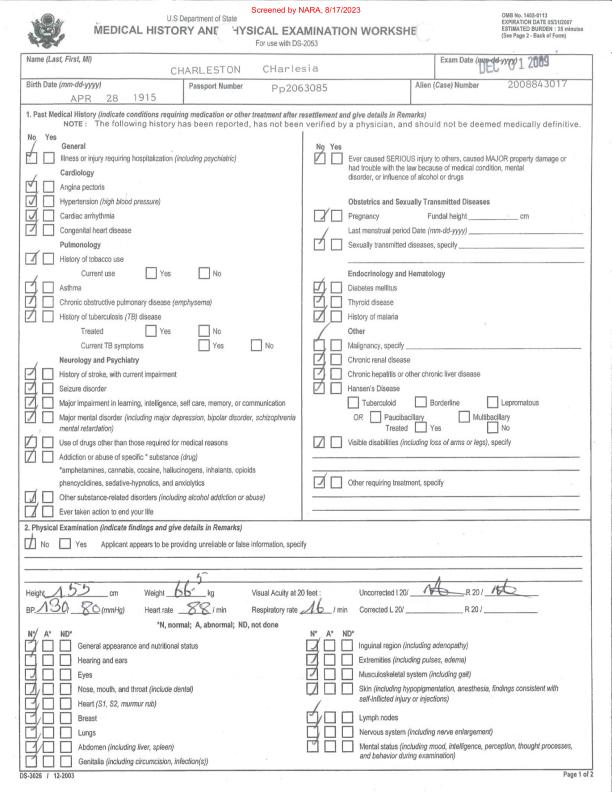 Screened by NARA, 8/17/2023
U.S Department of State
MEDICAL HISTORY AND PHYSICAL EXAMINATION WORKSHE
For use with DS-2053
OMB No. 1405-0113
EXPIRATION DATE 05/31/2007
ESTIMATED BURDEN : 35 minutes
(See Page 2 - Back of Form)
Name (Last, First, MI)
CHARLESTON CHarlesia
Exam Date (mm-dd-yyyy)
DEC 01 2009
Birth Date (mm-dd-yyyy)
APR 28 1915
Passport Number
Pp2063085
Alien (Case) Number
2008843017
1. Past Medical History (indicate conditions requiring medication or other treatment after resettlement and give details in Remarks)
NOTE : The following history has been reported, has not been verified by a physician, and should not be deemed medically definitive.
No Yes
General
Illness or injury requiring hospitalization (including psychiatric)
Cardiology
Angina pectoris
Hypertension (high blood pressure)
Cardiac arrhythmia
Congenital heart disease
Pulmonology
History of tobacco use
Current use Yes No
Asthma
Chronic obstructive pulmonary disease (emphysema)
History of tuberculosis (TB) disease
Treated Yes No
Current TB symptoms Yes No
Neurology and Psychiatry
History of stroke, with current impairment
Seizure disorder
Major impairment in learning, intelligence, self care, memory, or communication
Major mental disorder (including major depression, bipolar disorder, schizophrenia
mental retardation)
Use of drugs other than those required for medical reasons
Addiction or abuse of specific * substance (drug)
*amphetamines, cannabis, cocaine, hallucinogens, inhalants, opioids
phencyclidines, sedative-hypnotics, and anxiolytics
Other substance-related disorders (including alcohol addiction or abuse)
Ever taken action to end your life
No Yes
Ever caused SERIOUS injury to others, caused MAJOR property damage or
had trouble with the law because of medical condition, mental
disorder, or influence of alcohol or drugs
Obstetrics and Sexually Transmitted Diseases
Pregnancy Fundal height cm
Last menstrual period Date (mm-dd-yyyy)
Sexually transmitted diseases, specify
Endocrinology and Hematology
Diabetes mellitus
Thyroid disease
History of malaria
Other
Malignancy, specify
Chronic renal disease
Chronic hepatitis or other chronic liver disease
Hansen's Disease
Tuberculoid Borderline Lepromatous
OR Paucibacillary Multibacillary
Treated Yes No
Visible disabilities (including loss of arms or legs), specify
Other requiring treatment, specify
2. Physical Examination (indicate findings and give details in Remarks)
No Yes Applicant appears to be providing unreliable or false information, specify
Height 155 cm Weight 66.5 kg Visual Acuity at 20 feet : Uncorrected l 20/ R 20 /
BP 130 80 (mmHg) Heart rate 88 / min Respiratory rate 16 / min Corrected L 20/ R 20 /
*N, normal; A, abnormal; ND, not done
N* A* ND*
General appearance and nutritional status
Hearing and ears
Eyes
Nose, mouth, and throat (include dental)
Heart (S1, S2, murmur rub)
Breast
Lungs
Abdomen (including liver, spleen)
Genitalia (including circumcision, infection(s))
N* A* ND*
Inguinal region (including adenopathy)
Extremities (including pulses, edema)
Musculoskeletal system (including gait)
Skin (including hypopigmentation, anesthesia, findings consistent with
self-inflicted injury or injections)
Lymph nodes
Nervous system (including nerve enlargement)
Mental status (including mood, intelligence, perception, thought processes,
and behavior during examination)
DS-3026 / 12-2003
Page 1 of 2